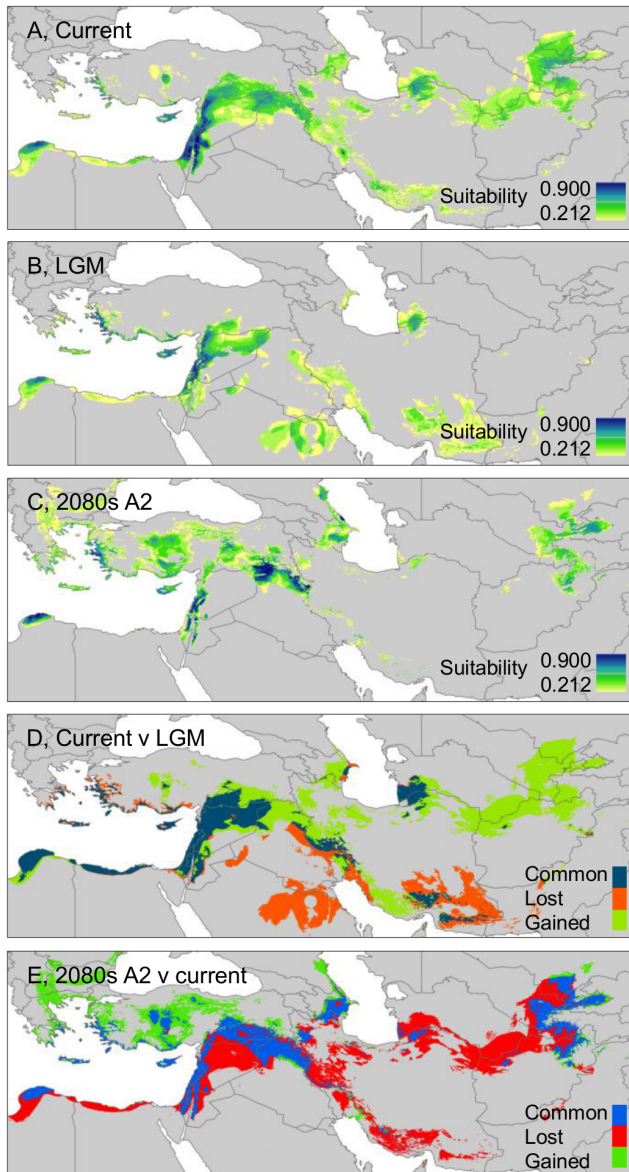 A, Current
Suitability 0.900
0.212
B, LGM
Suitability 0.900
0.212
C, 2080s A2
Suitability 0.900
0.212
D, Current v LGM
Common
Lost
Gained
E, 2080s A2 v current
Common
Lost
Gained